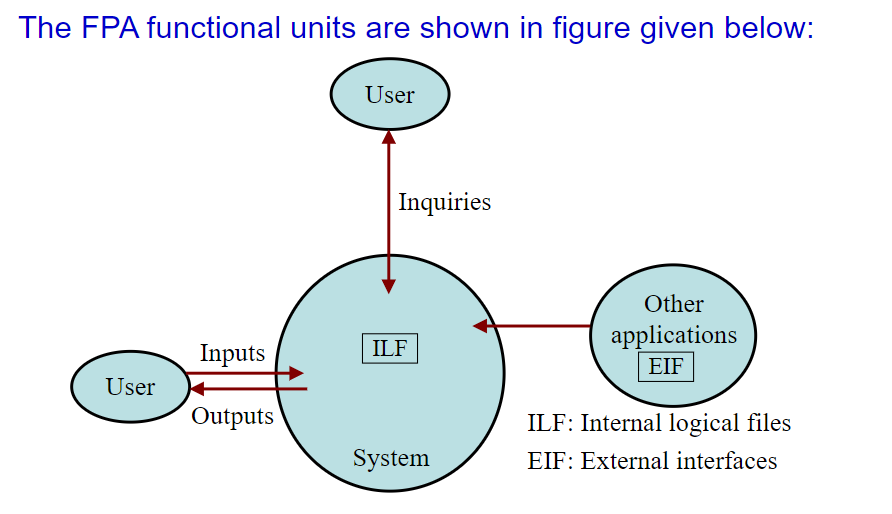 The FPA functional units are shown in figure given below:
User
Inquiries
Other
applications
EIF
ILF
Inputs
User
Outputs
System
ILF: Internal logical files
EIF: External interfaces